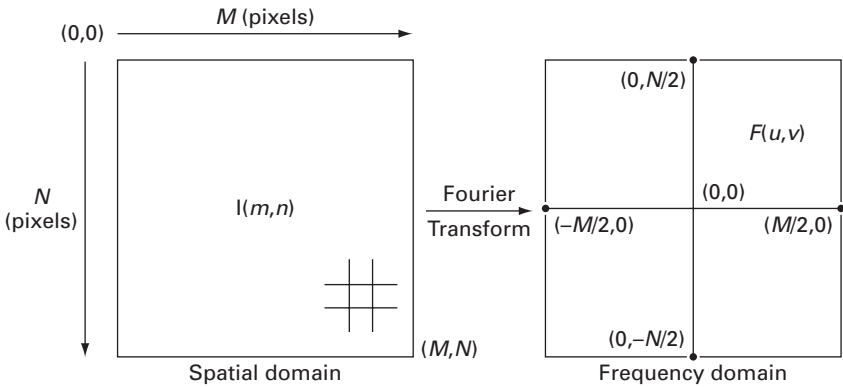 M (pixels)
(0,0)
N
(pixels)
I(m,n)
(M,N)
Spatial domain
Fourier
Transform
(0,N/2)
F(u,v)
(0,0)
(–M/2,0)
(M/2,0)
(0,–N/2)
Frequency domain